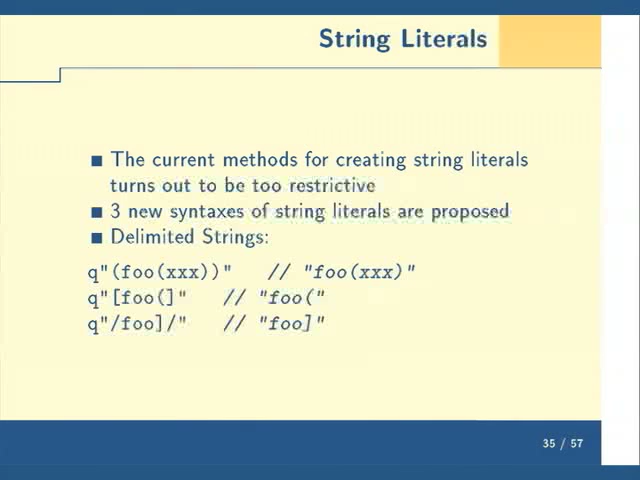 String Literals
The current methods for creating string literals
turns out to be too restrictive
3 new syntaxes of string literals are proposed
Delimited Strings:
q"(foo(xxx))" // "foo(xxx)"
q"[foo(]" // "foo("
q"/foo]/" // "foo]"
35 / 57